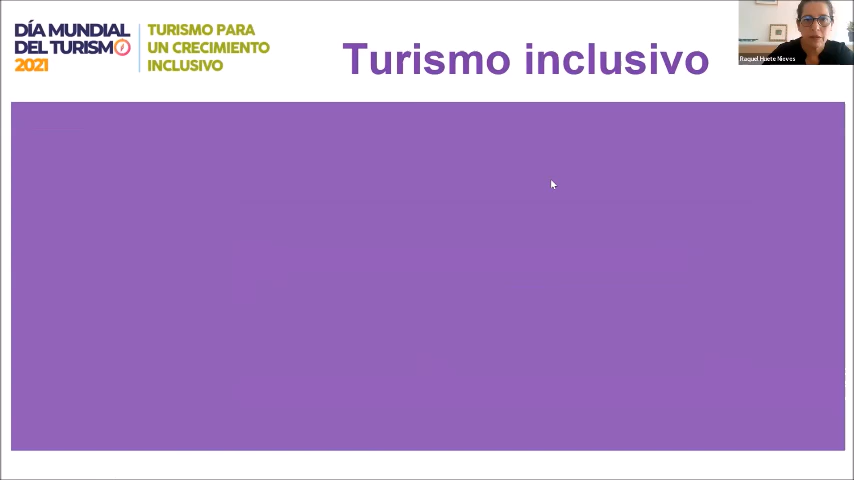 DÍA MUNDIAL
DEL TURISMO
2021
TURISMO PARA
UN CRECIMIENTO
INCLUSIVO
Turismo inclusivo
Raquel Huete Nieves